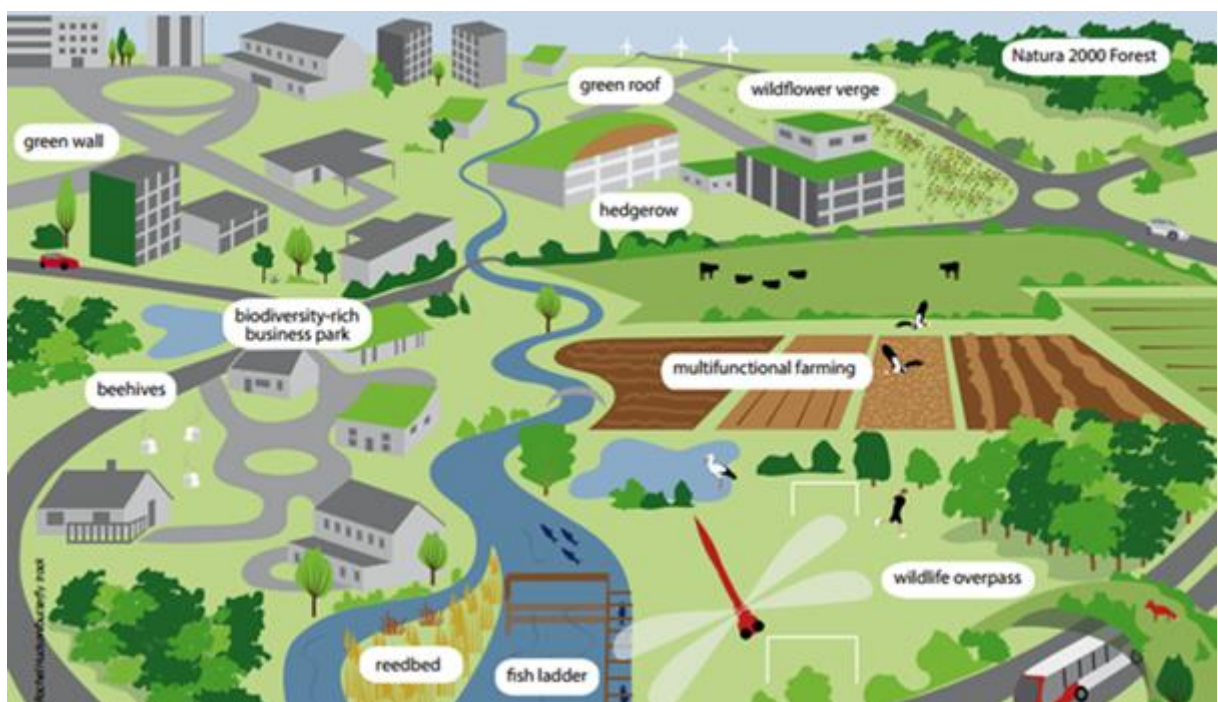 Natura 2000 Forest
green roof
wildflower verge
green wall
hedgerow
biodiversity-rich
business park
multifunctional farming
beehives
wildlife overpass
reedbed
fish ladder